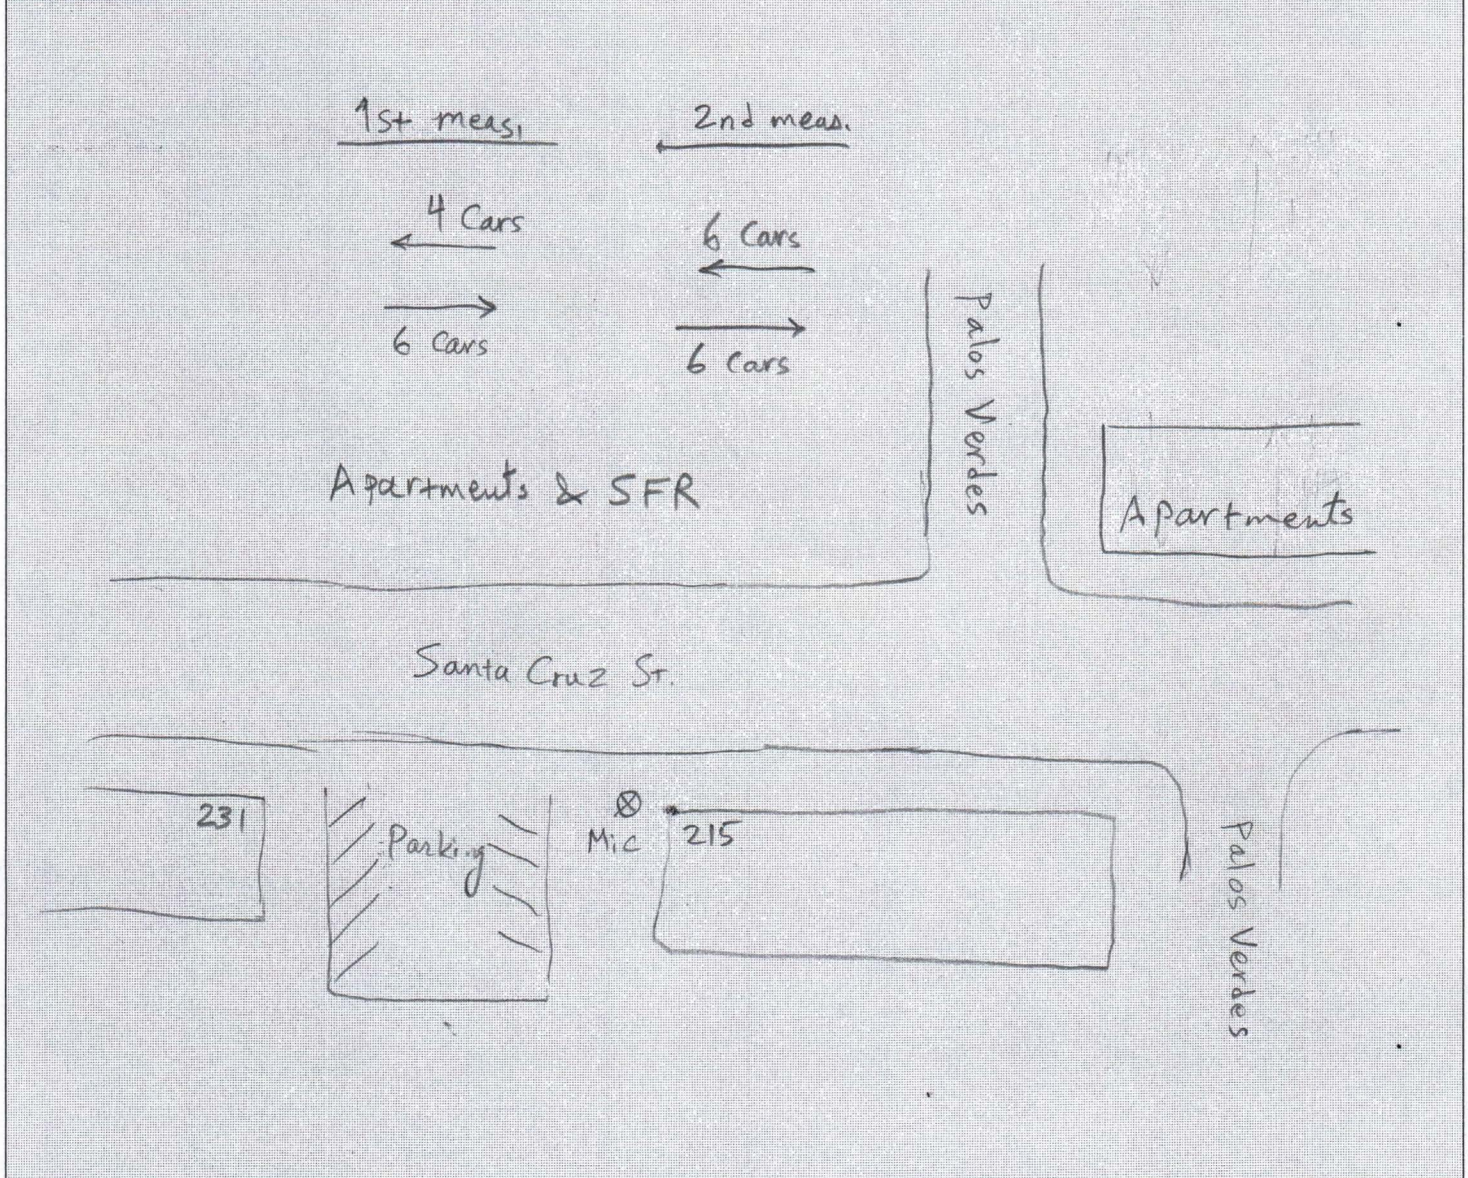 1st meas.
2nd meas.
4 Cars
6 Cars
6 Cars
6 Cars
Palos Verdes
Apartments & SFR
Apartments
Santa Cruz St.
231
Parking
Mic
215
Palos Verdes